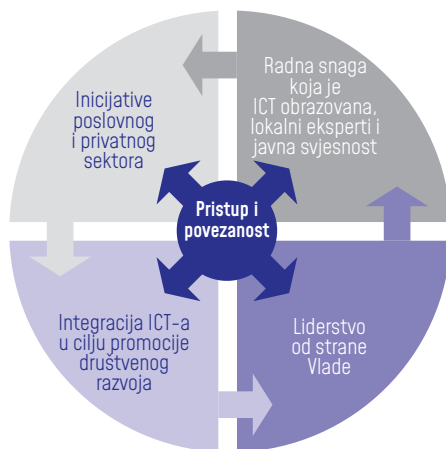 Inicijative
poslovnog
i privatnog
sektora
Radna snaga
koja je
ICT obrazovana,
lokalni eksperti i
javna svjesnost
Pristup i
povezanost
Integracija ICT-a
u cilju promocije
društvenog
razvoja
Liderstvo
od strane
Vlade